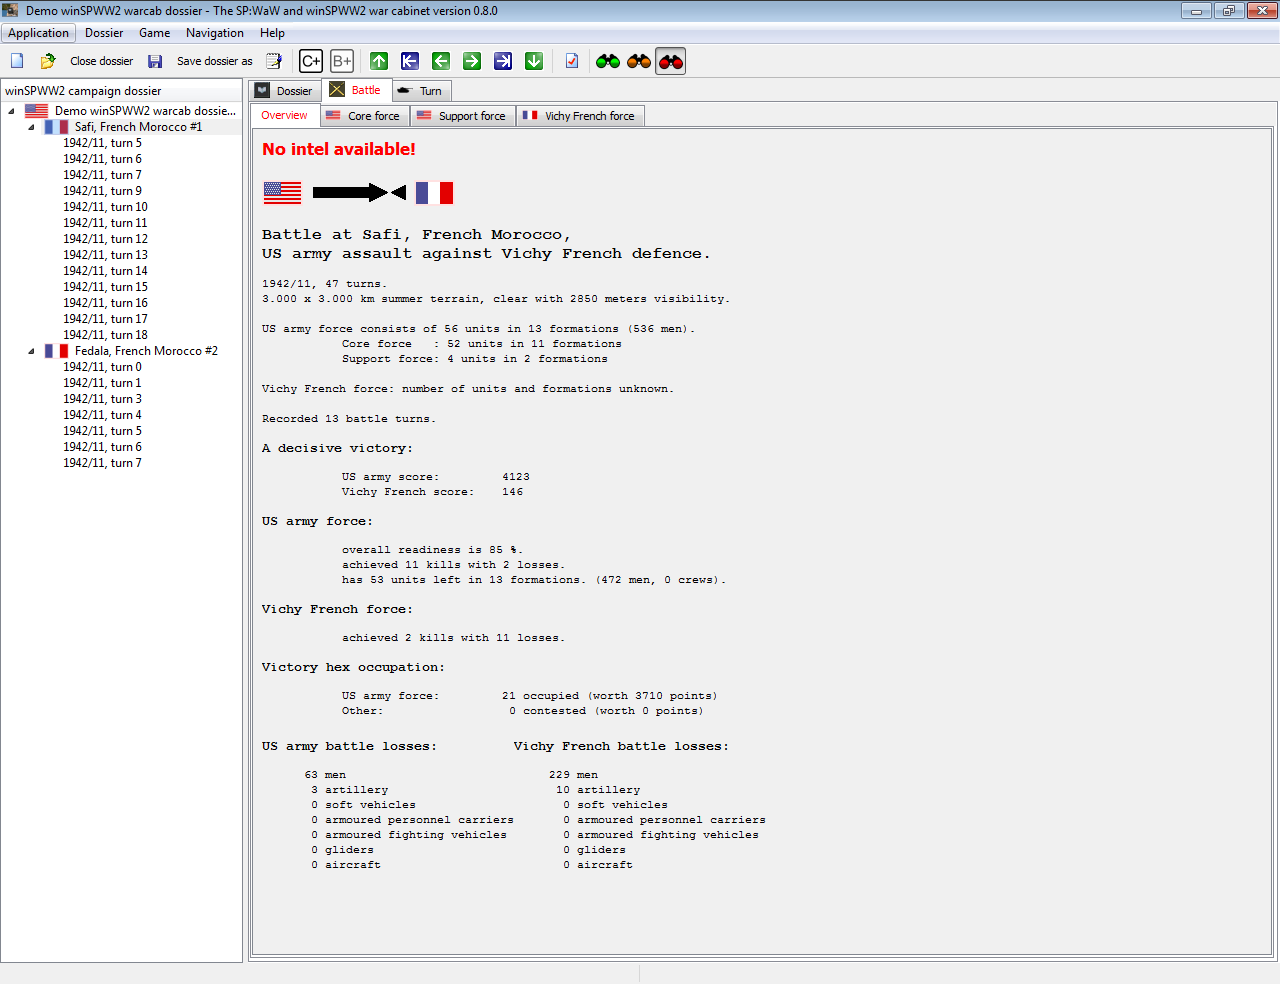 Demo winSPWW2 warcab dossier - The SP:WaW and winSPWW2 war cabinet version 0.8.0
Application Dossier Game Navigation Help
Close dossier Save dossier as C+ B+
winSPWW2 campaign dossier
Demo winSPWW2 warcab dossie...
Safi, French Morocco #1
1942/11, turn 5
1942/11, turn 6
1942/11, turn 7
1942/11, turn 9
1942/11, turn 10
1942/11, turn 11
1942/11, turn 12
1942/11, turn 13
1942/11, turn 14
1942/11, turn 15
1942/11, turn 16
1942/11, turn 17
1942/11, turn 18
Fedala, French Morocco #2
1942/11, turn 0
1942/11, turn 1
1942/11, turn 3
1942/11, turn 4
1942/11, turn 5
1942/11, turn 6
1942/11, turn 7
Dossier Battle Turn
Overview Core force Support force Vichy French force
No intel available!
Battle at Safi, French Morocco,
US army assault against Vichy French defence.
1942/11, 47 turns.
3.000 x 3.000 km summer terrain, clear with 2850 meters visibility.
US army force consists of 56 units in 13 formations (536 men).
Core force : 52 units in 11 formations
Support force: 4 units in 2 formations
Vichy French force: number of units and formations unknown.
Recorded 13 battle turns.
A decisive victory:
US army score: 4123
Vichy French score: 146
US army force:
overall readiness is 85 %.
achieved 11 kills with 2 losses.
has 53 units left in 13 formations. (472 men, 0 crews).
Vichy French force:
achieved 2 kills with 11 losses.
Victory hex occupation:
US army force: 21 occupied (worth 3710 points)
Other: 0 contested (worth 0 points)
US army battle losses: Vichy French battle losses:
63 men 229 men
3 artillery 10 artillery
0 soft vehicles 0 soft vehicles
0 armoured personnel carriers 0 armoured personnel carriers
0 armoured fighting vehicles 0 armoured fighting vehicles
0 gliders 0 gliders
0 aircraft 0 aircraft